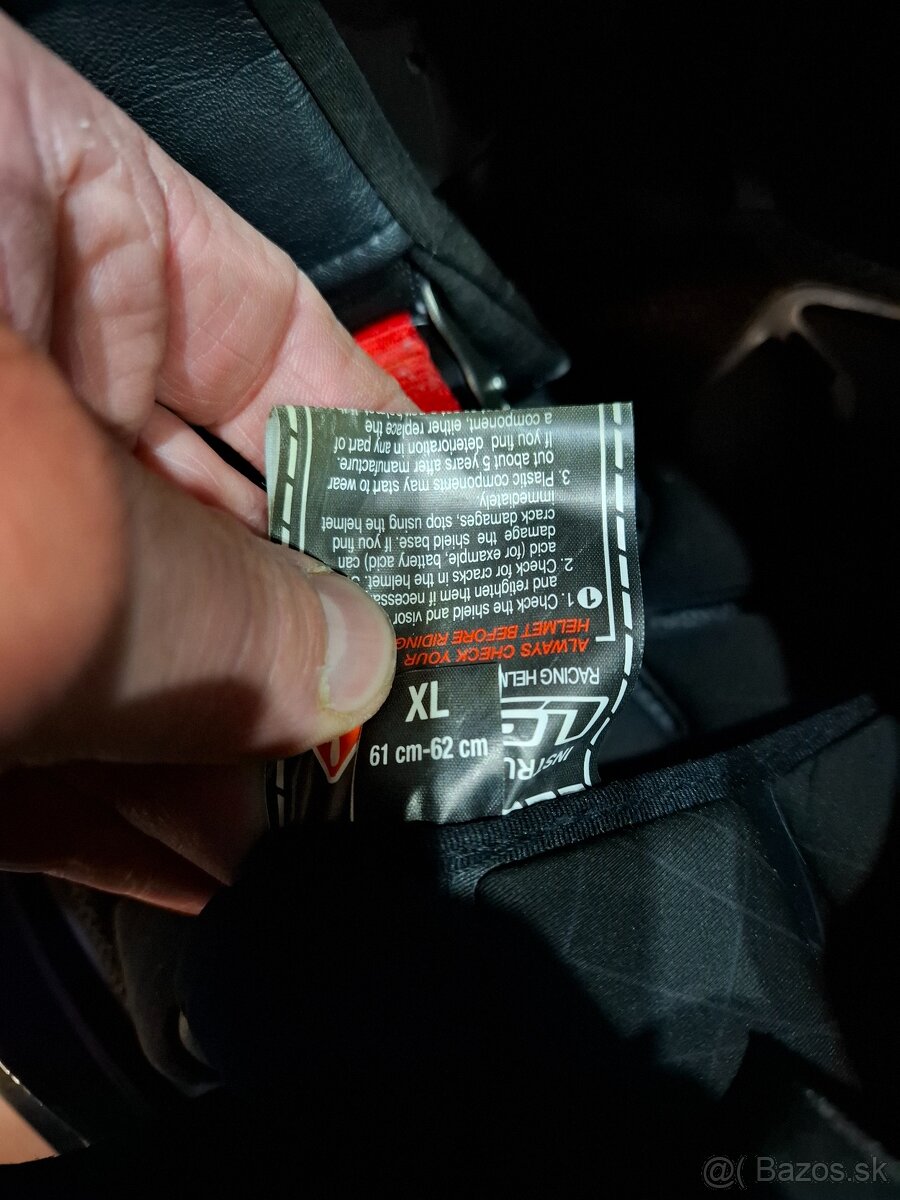 XL
61 cm-62 cm
INSTRU
RACING HELM
ALWAYS CHECK YOUR
HELMET BEFORE RIDING
1
1. Check the shield and visor
and retighten them if necessa
2. Check for cracks in the helmet.
acid (for example, battery acid) can
damage the shield base. If you find
crack damages, stop using the helmet
immediately.
3. Plastic components may start to wear
out about 5 years after manufacture.
If you find deterioration in any part of
a component, either replace the
@( Bazos.sk